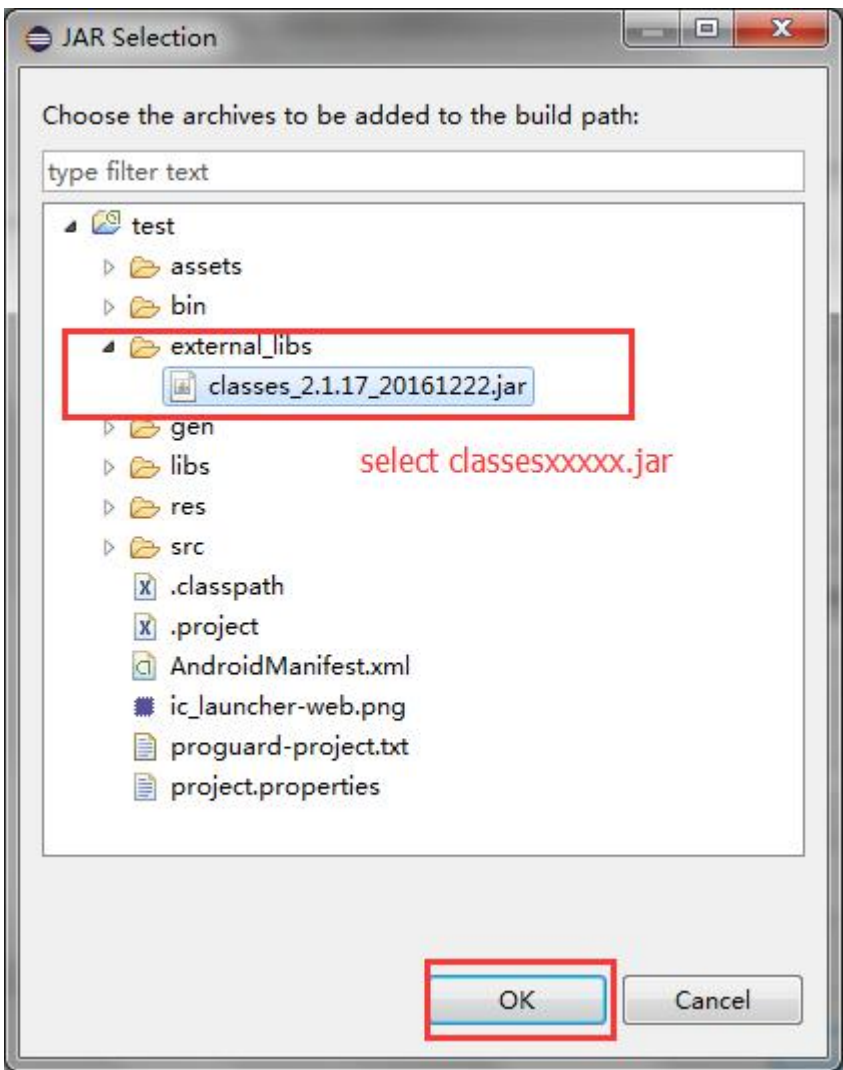 JAR Selection
Choose the archives to be added to the build path:
type filter text
test
assets
bin
external_libs
classes_2.1.17_20161222.jar
gen
libs
select classesxxxxx.jar
res
src
.classpath
.project
AndroidManifest.xml
ic_launcher-web.png
proguard-project.txt
project.properties
OK Cancel